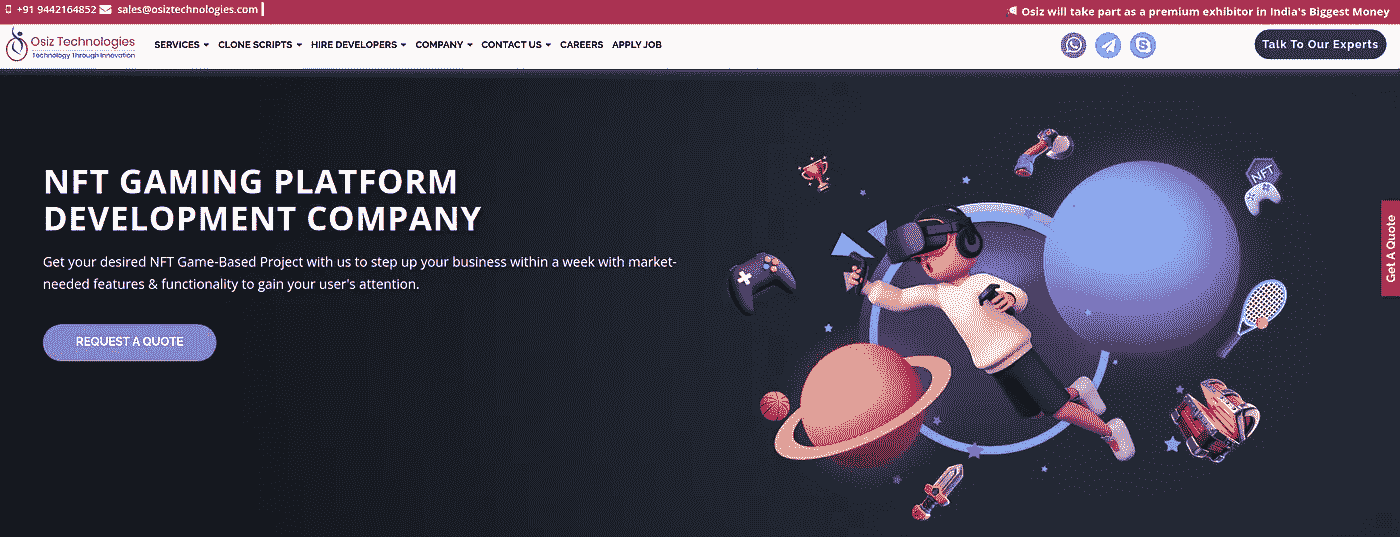 +91 9442164852 sales@osiztechnologies.com
Osiz will take part as a premium exhibitor in India's Biggest Money
Osiz Technologies
Technology Through Innovation
SERVICES CLONE SCRIPTS HIRE DEVELOPERS COMPANY CONTACT US CAREERS APPLY JOB
Talk To Our Experts
NFT GAMING PLATFORM
DEVELOPMENT COMPANY
Get your desired NFT Game-Based Project with us to step up your business within a week with market-
needed features & functionality to gain your user's attention.
REQUEST A QUOTE
NFT
Get A Quote